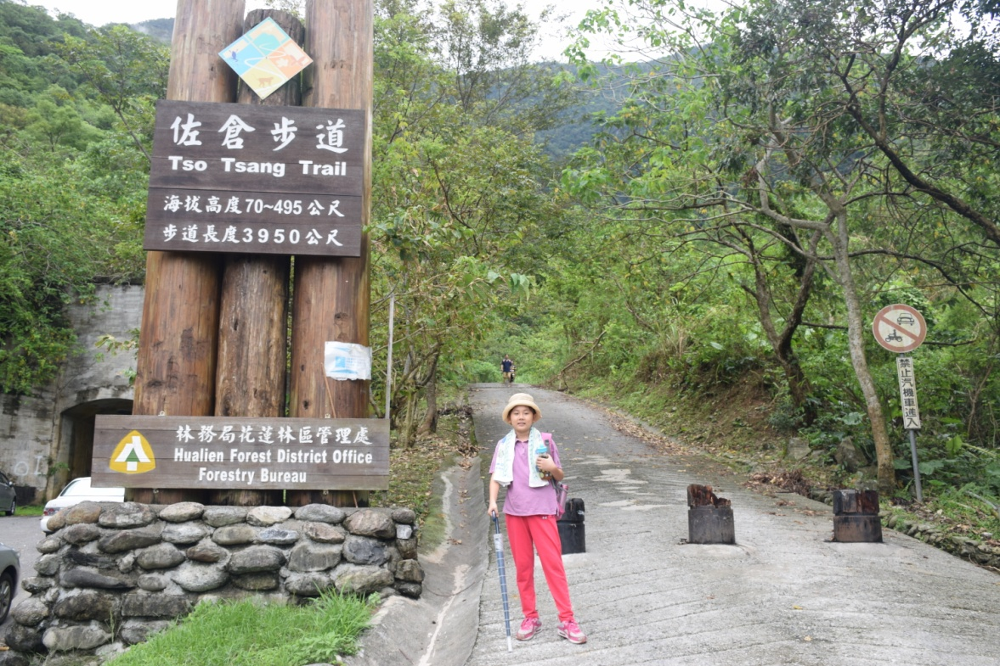 佐倉步道
Tso Tsang Trail
海拔高度70~495公尺
步道長度3950公尺
林務局花蓮林區管理處
Hualien Forest District Office
Forestry Bureau
禁止汽機車進入